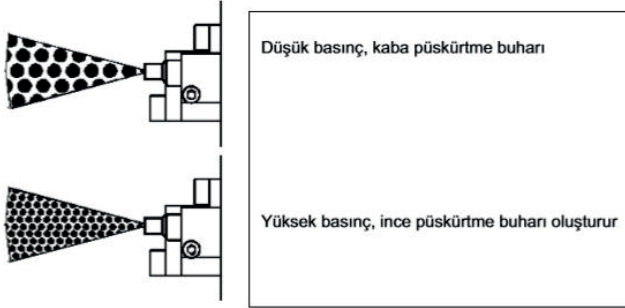 Düşük basınç, kaba püskürtme buharı
Yüksek basınç, ince püskürtme buharı oluşturur